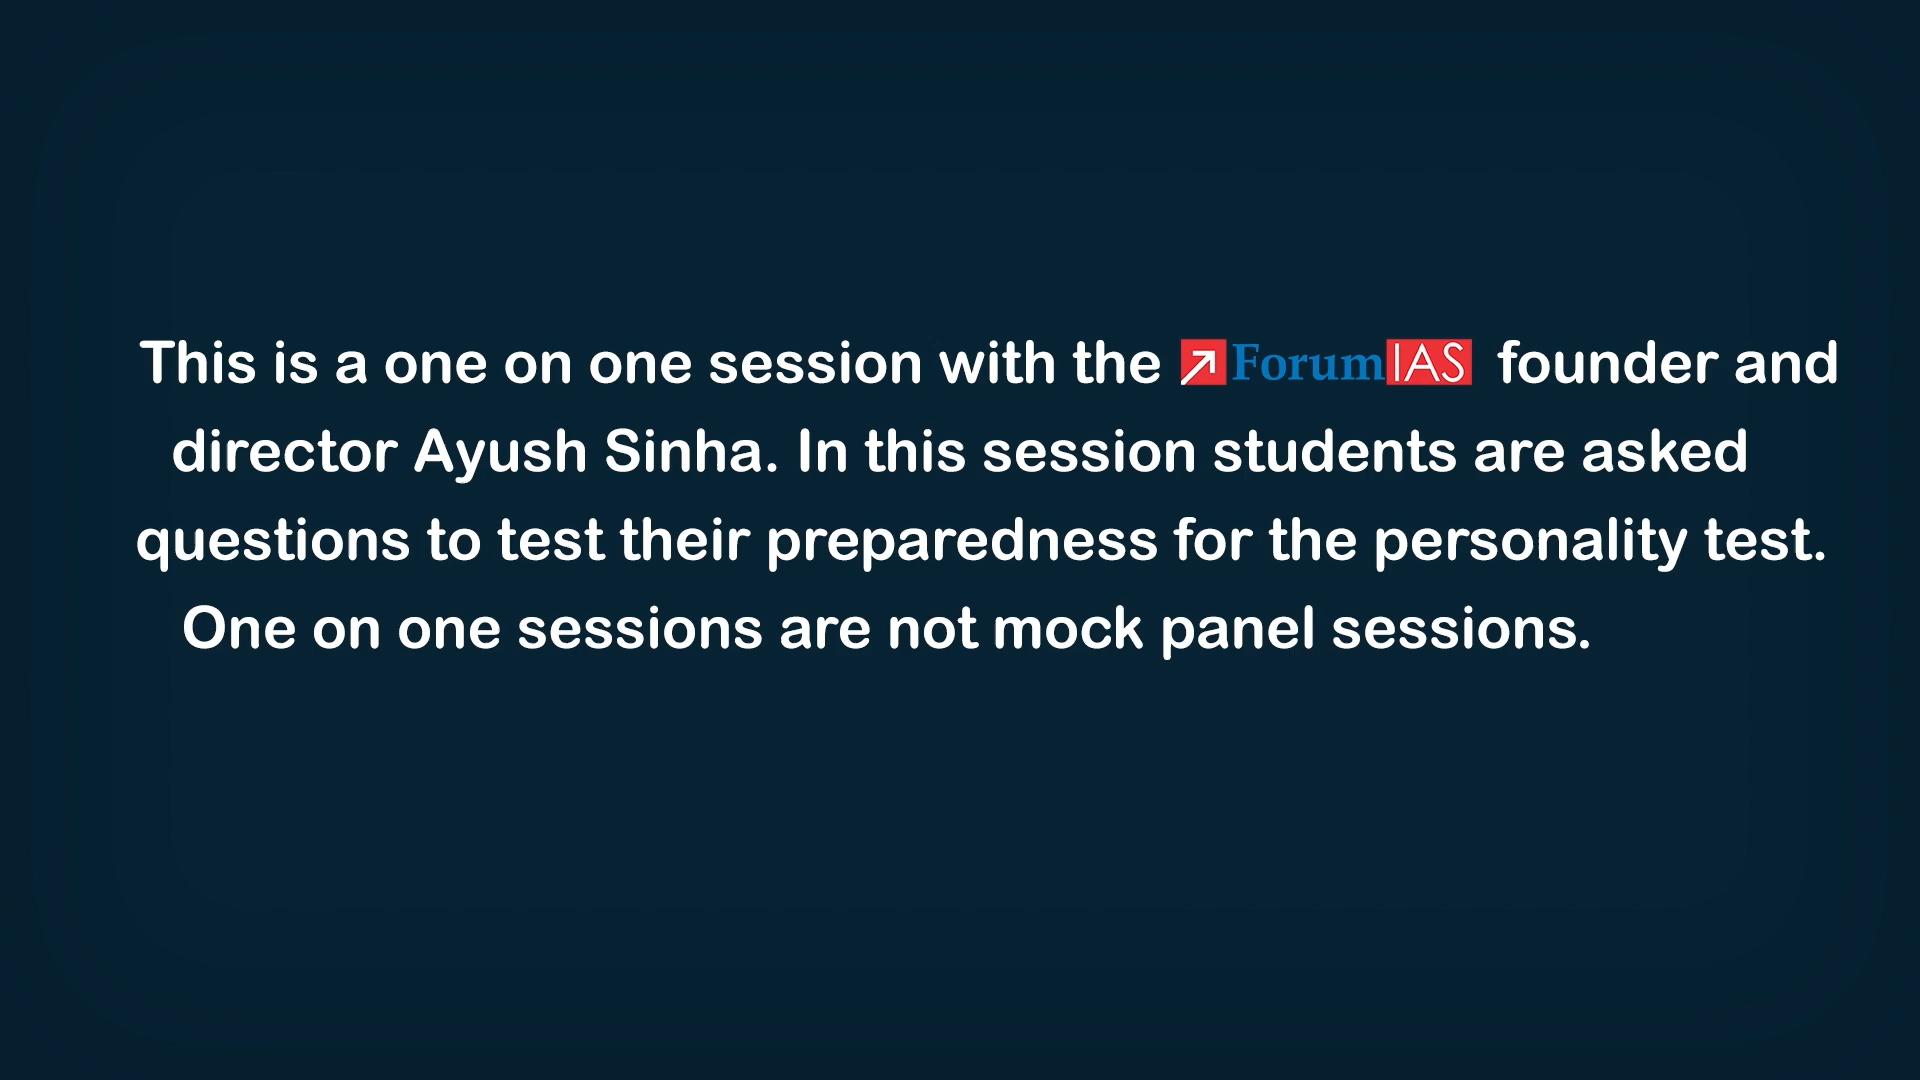 This is a one on one session with the ForumIAS founder and
director Ayush Sinha. In this session students are asked
questions to test their preparedness for the personality test.
One on one sessions are not mock panel sessions.